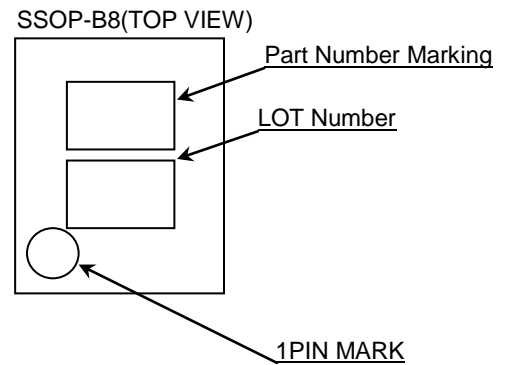 SSOP-B8(TOP VIEW)
Part Number Marking
LOT Number
1PIN MARK